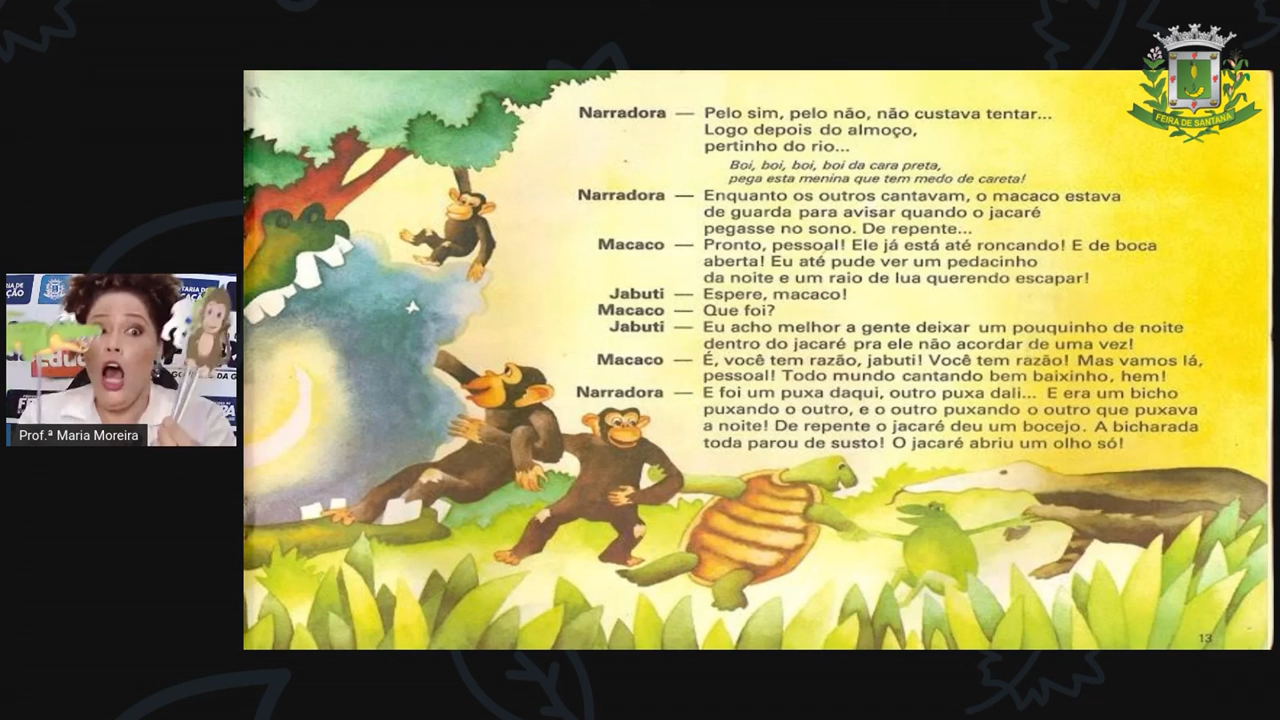 FEIRA DE SANTANA
Narradora — Pelo sim, pelo não, não custava tentar...
Logo depois do almoço,
pertinho do rio...
Boi, boi, boi, boi da cara preta,
pega esta menina que tem medo de careta!
Narradora — Enquanto os outros cantavam, o macaco estava
de guarda para avisar quando o jacaré
pegasse no sono. De repente...
Macaco — Pronto, pessoal! Ele já está até roncando! E de boca
aberta! Eu até pude ver um pedacinho
da noite e um raio de lua querendo escapar!
Jabuti — Espere, macaco!
Macaco — Que foi?
Jabuti — Eu acho melhor a gente deixar um pouquinho de noite
dentro do jacaré pra ele não acordar de uma vez!
Macaco — É, você tem razão, jabuti! Você tem razão! Mas vamos lá,
pessoal! Todo mundo cantando bem baixinho, hem!
Narradora — E foi um puxa daqui, outro puxa dali... E era um bicho
puxando o outro, e o outro puxando o outro que puxava
a noite! De repente o jacaré deu um bocejo. A bicharada
toda parou de susto! O jacaré abriu um olho só!
13
Prof.ª Maria Moreira